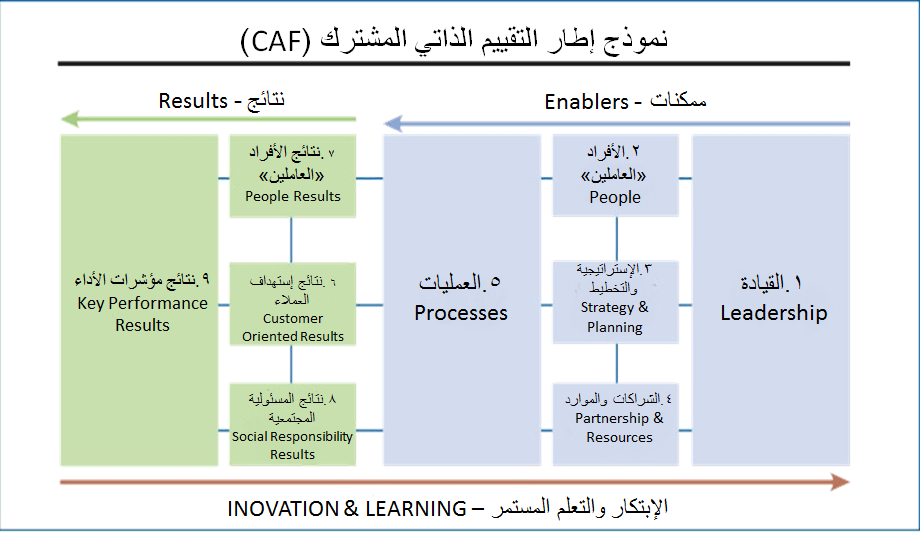 نموذج إطار التقييم الذاتي المشترك (CAF)
ممكنات - Enablers
نتائج - Results
١.القيادة
Leadership
٢.الأفراد
«العاملين»
People
٣.الإستراتيجية
والتخطيط
Strategy &
Planning
٤.الشراكات والموارد
Partnership &
Resources
٥.العمليات
Processes
٧.نتائج الأفراد
«العاملين»
People Results
٦.نتائج إستهداف
العملاء
Customer
Oriented Results
٨.نتائج المسئولية
المجتمعية
Social Responsibility
Results
٩.نتائج مؤشرات الأداء
Key Performance
Results
الإبتكار والتعلم المستمر – INOVATION & LEARNING